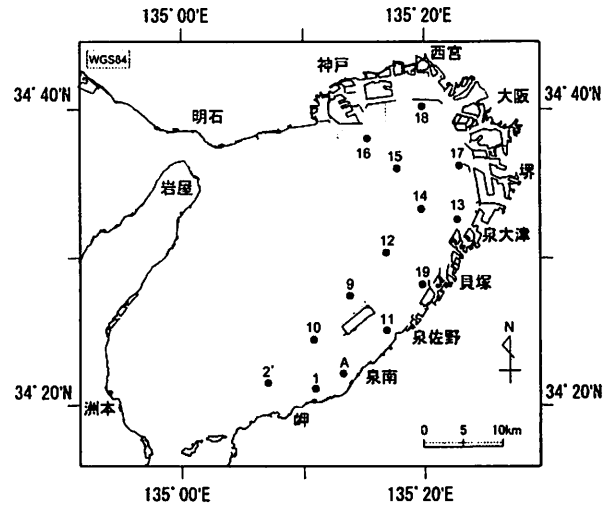 135° 00'E
135° 20'E
WGS84
西宮
神戸
34° 40'N
34° 40'N
大阪
明石
18
16
15
17
堺
岩屋
14
13
泉大津
12
19
貝塚
9
11
泉佐野
10
N
A
泉南
2'
1
34° 20'N
34° 20'N
洲本
岬
0 5 10km
135° 00'E
135° 20'E